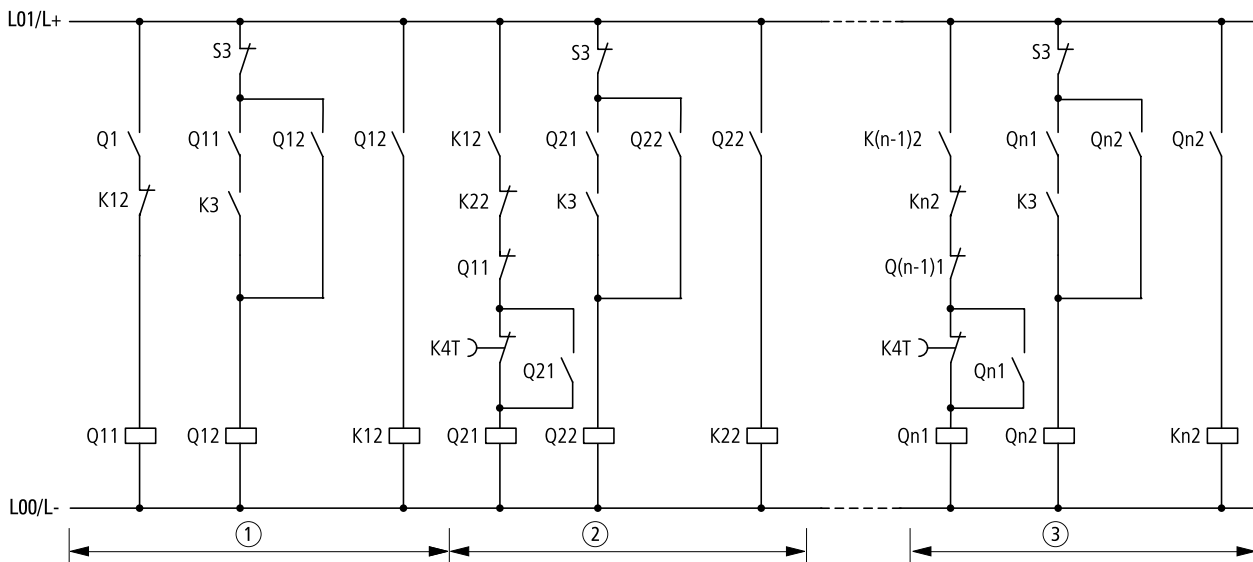 L01/L+
S3 S3 S3
Q1 Q11 Q12 Q12 K12 Q21 Q22 Q22 K(n-1)2 Qn1 Qn2 Qn2
K12 K3 K22 K3 Kn2 K3
Q11 Q(n-1)1
K4T Q21 K4T Qn1
Q11 Q12 K12 Q21 Q22 K22 Qn1 Qn2 Kn2
L00/L-
1 2 3